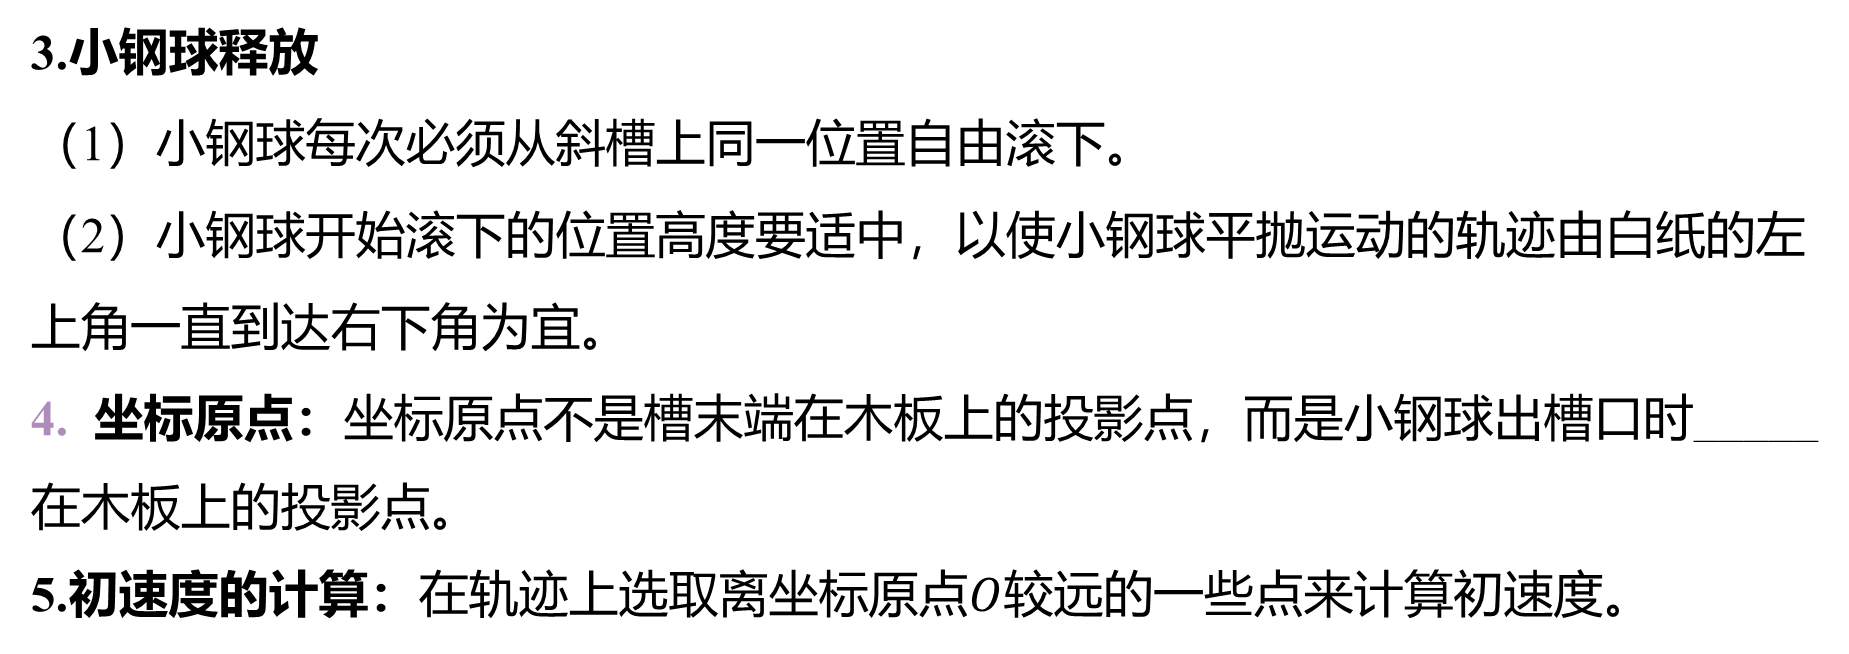 3.小钢球释放
（1）小钢球每次必须从斜槽上同一位置自由滚下。
（2）小钢球开始滚下的位置高度要适中，以使小钢球平抛运动的轨迹由白纸的左
上角一直到达右下角为宜。
4. 坐标原点：坐标原点不是槽末端在木板上的投影点，而是小钢球出槽口时_____
在木板上的投影点。
5.初速度的计算：在轨迹上选取离坐标原点O较远的一些点来计算初速度。